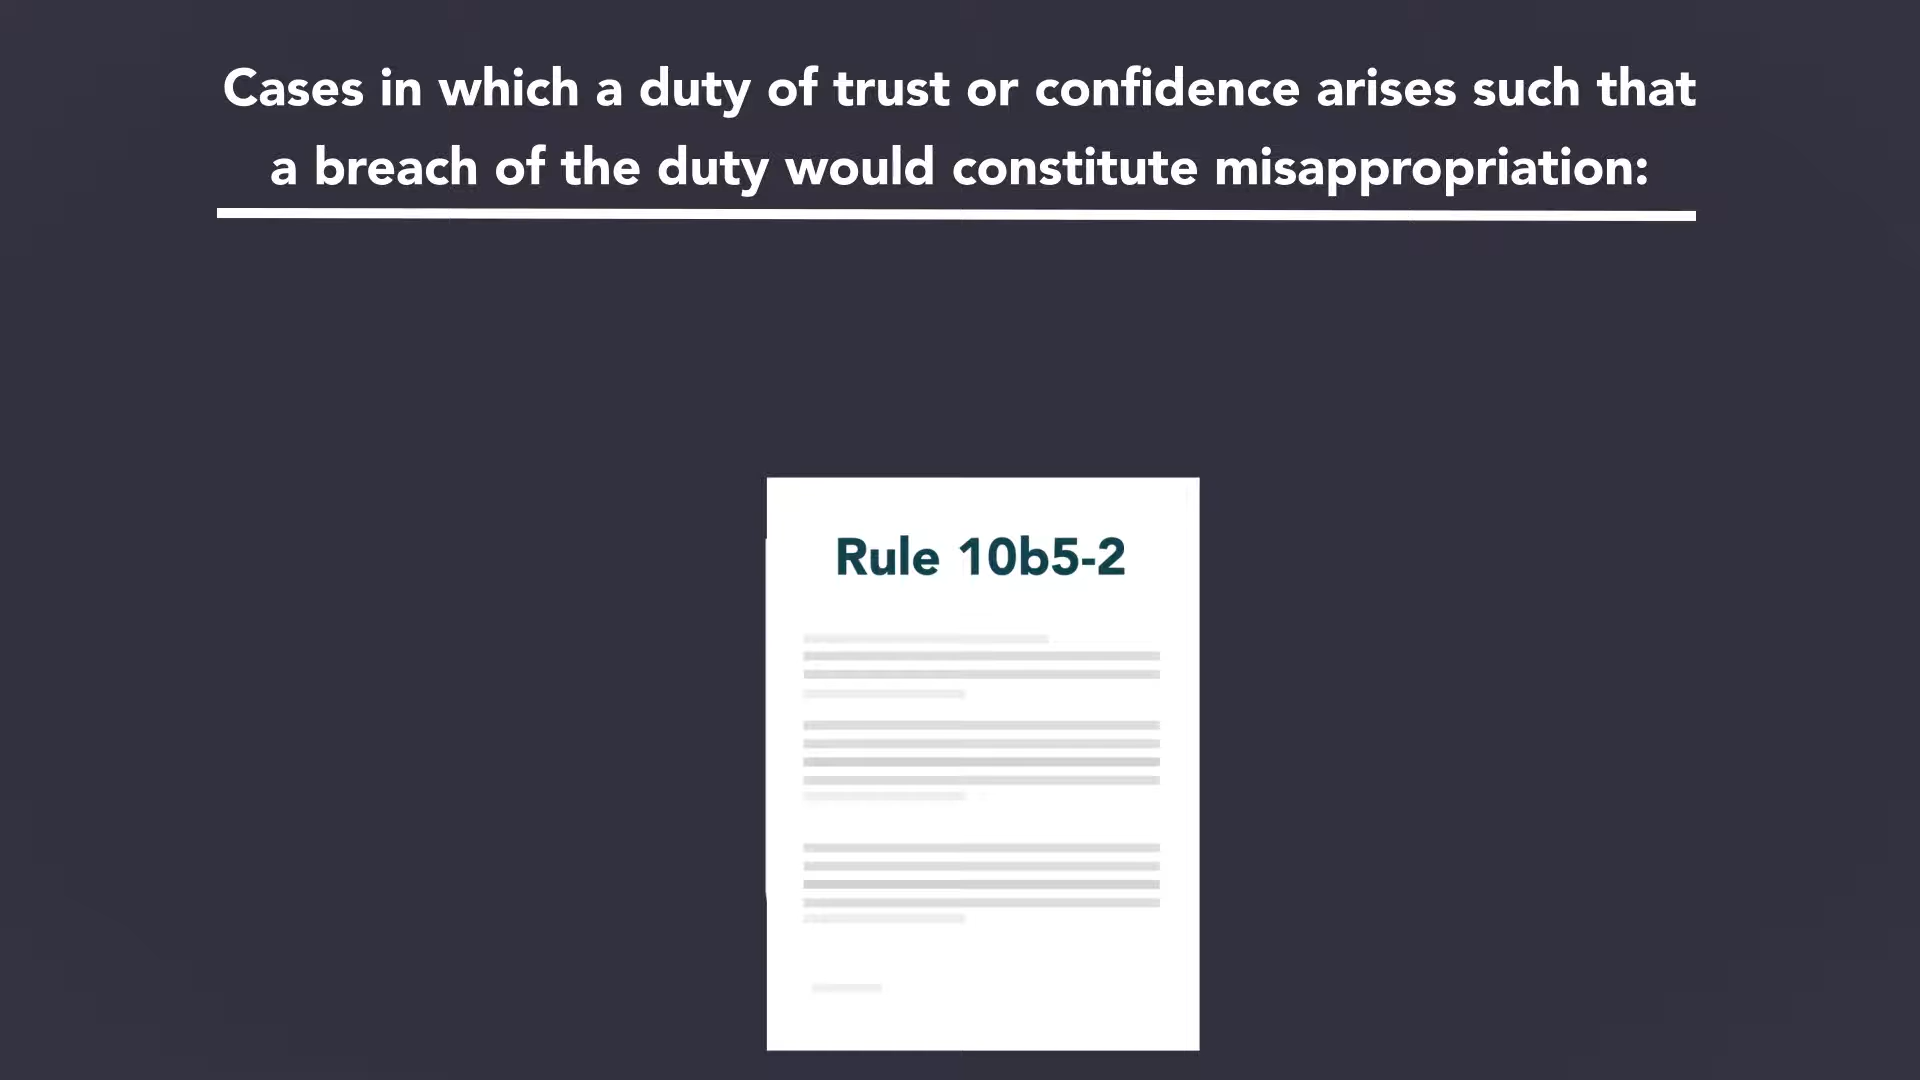 Cases in which a duty of trust or confidence arises such that
a breach of the duty would constitute misappropriation:
Rule 10b5-2